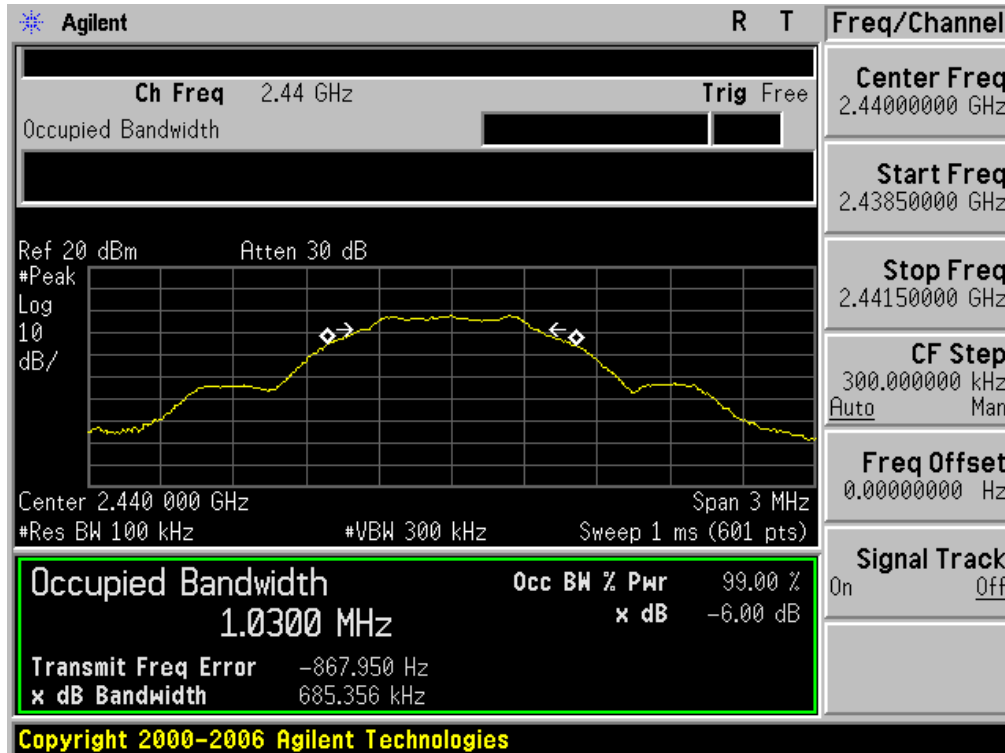 Agilent R T
Ch Freq 2.44 GHz Trig Free
Occupied Bandwidth
Ref 20 dBm Atten 30 dB
#Peak
Log
10
dB/
Center 2.440 000 GHz Span 3 MHz
#Res BW 100 kHz #VBW 300 kHz Sweep 1 ms (601 pts)
Occupied Bandwidth Occ BW % Pwr 99.00 %
1.0300 MHz x dB -6.00 dB
Transmit Freq Error -867.950 Hz
x dB Bandwidth 685.356 kHz
Copyright 2000-2006 Agilent Technologies
Freq/Channel
Center Freq
2.44000000 GHz
Start Freq
2.43850000 GHz
Stop Freq
2.44150000 GHz
CF Step
300.000000 kHz
Auto Man
Freq Offset
0.00000000 Hz
Signal Track
On Off